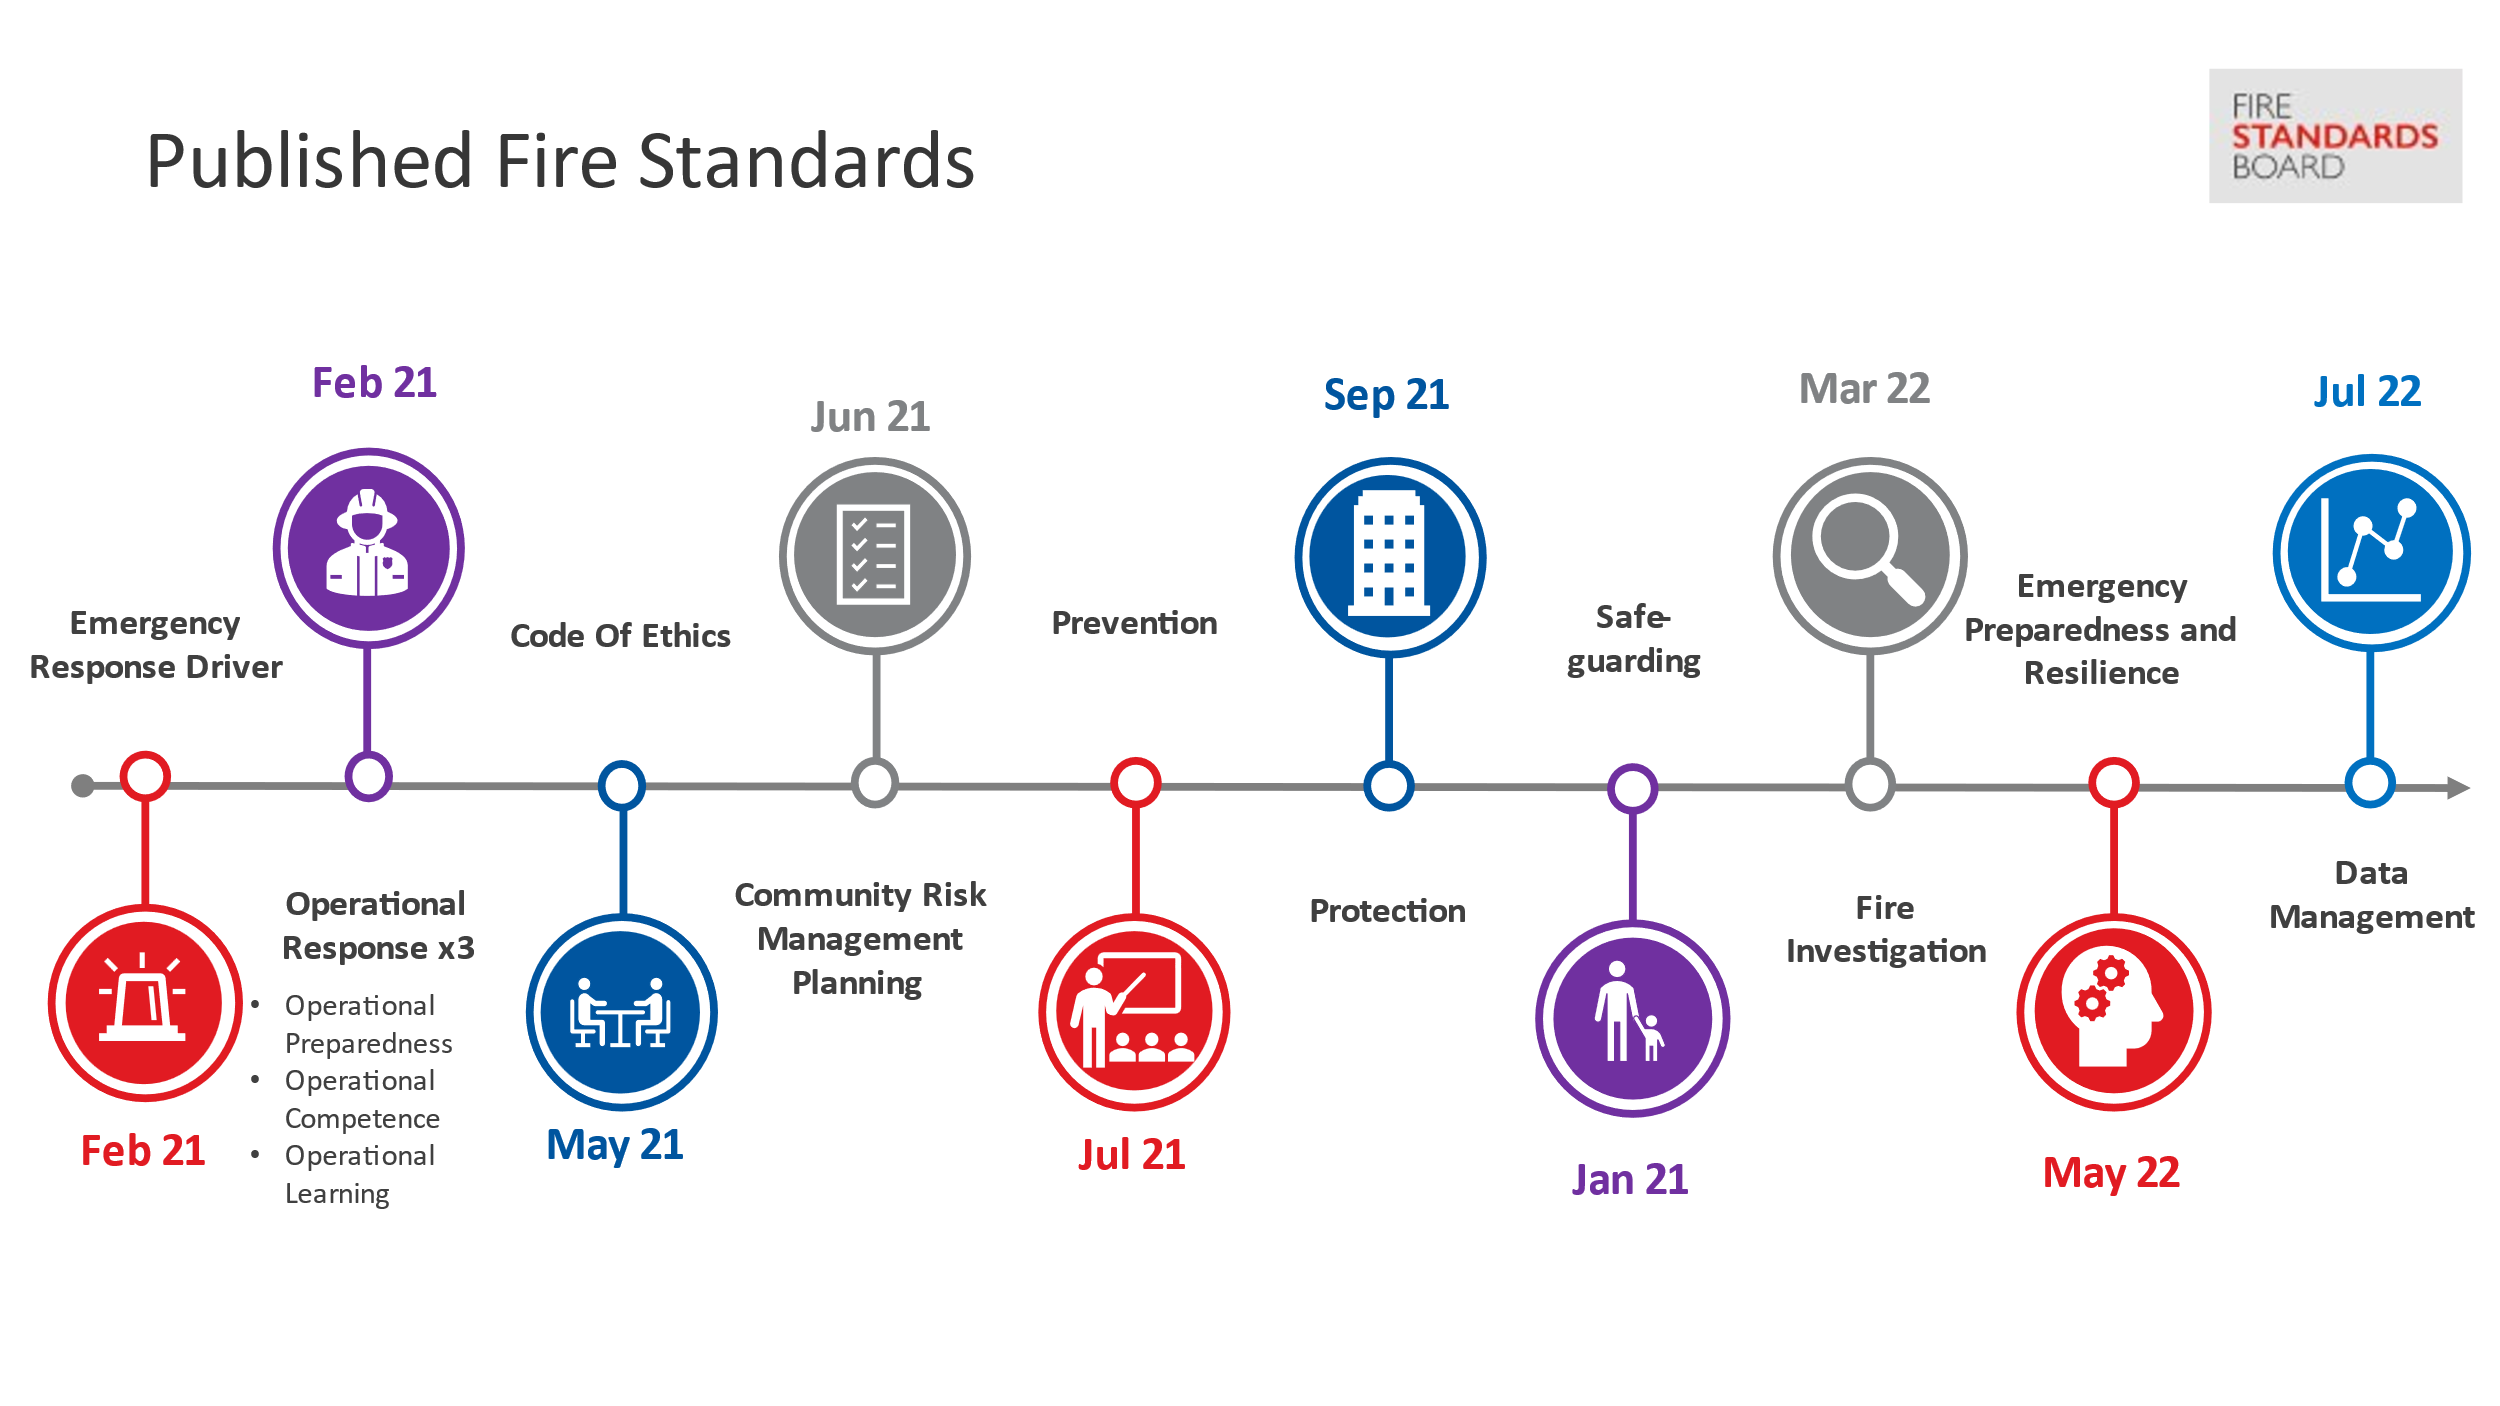 Published Fire Standards
FIRE
STANDARDS
BOARD
Feb 21
Jun 21
Sep 21
Mar 22
Jul 22
Emergency
Response Driver
Code Of Ethics
Prevention
Safe-
guarding
Emergency
Preparedness and
Resilience
Operational
Response x3
• Operational
Preparedness
• Operational
Competence
• Operational
Learning
Community Risk
Management
Planning
Protection
Fire
Investigation
Data
Management
Feb 21
May 21
Jul 21
Jan 21
May 22